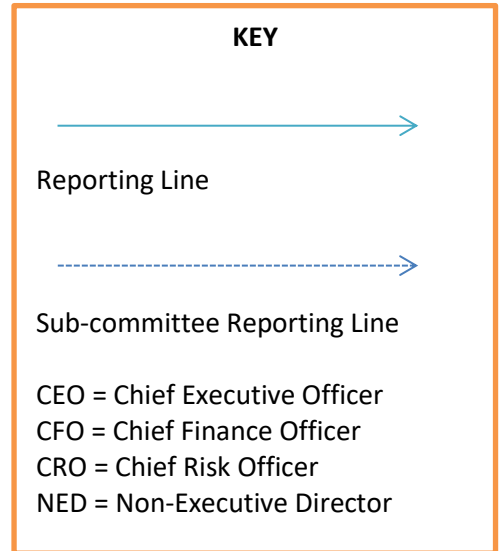 KEY
Reporting Line
Sub-committee Reporting Line
CEO = Chief Executive Officer
CFO = Chief Finance Officer
CRO = Chief Risk Officer
NED = Non-Executive Director